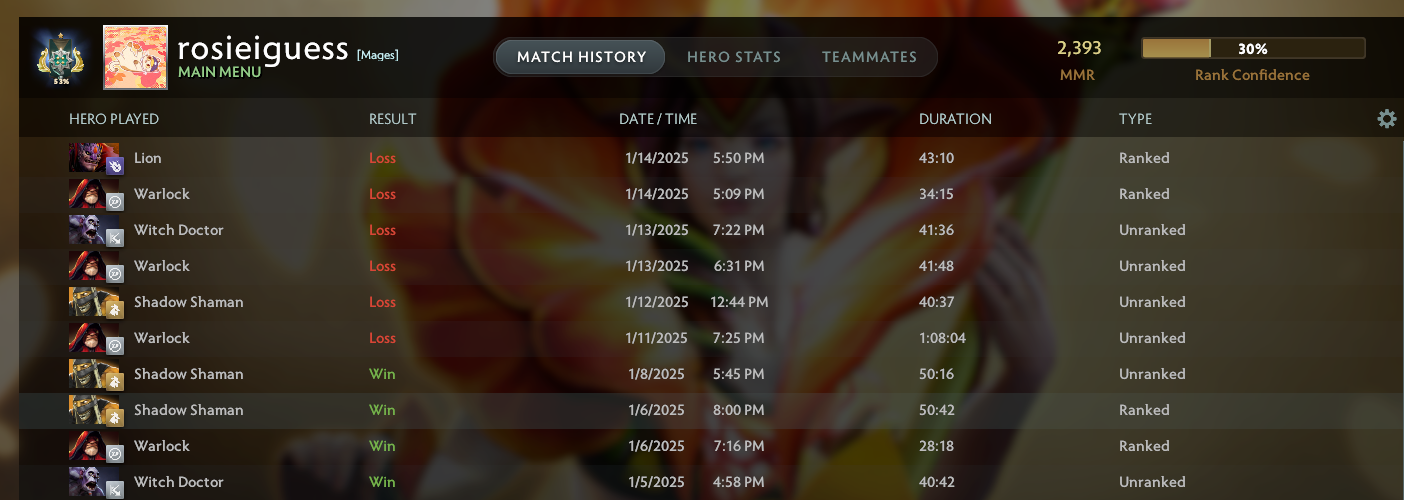 rosieiguess [Mages]
MAIN MENU
53%
MATCH HISTORY HERO STATS TEAMMATES
2,393
MMR
30%
Rank Confidence
HERO PLAYED RESULT DATE / TIME DURATION TYPE
Lion Loss 1/14/2025 5:50 PM 43:10 Ranked
Warlock Loss 1/14/2025 5:09 PM 34:15 Ranked
Witch Doctor Loss 1/13/2025 7:22 PM 41:36 Unranked
Warlock Loss 1/13/2025 6:31 PM 41:48 Unranked
Shadow Shaman Loss 1/12/2025 12:44 PM 40:37 Unranked
Warlock Loss 1/11/2025 7:25 PM 1:08:04 Unranked
Shadow Shaman Win 1/8/2025 5:45 PM 50:16 Unranked
Shadow Shaman Win 1/6/2025 8:00 PM 50:42 Ranked
Warlock Win 1/6/2025 7:16 PM 28:18 Ranked
Witch Doctor Win 1/5/2025 4:58 PM 40:42 Unranked